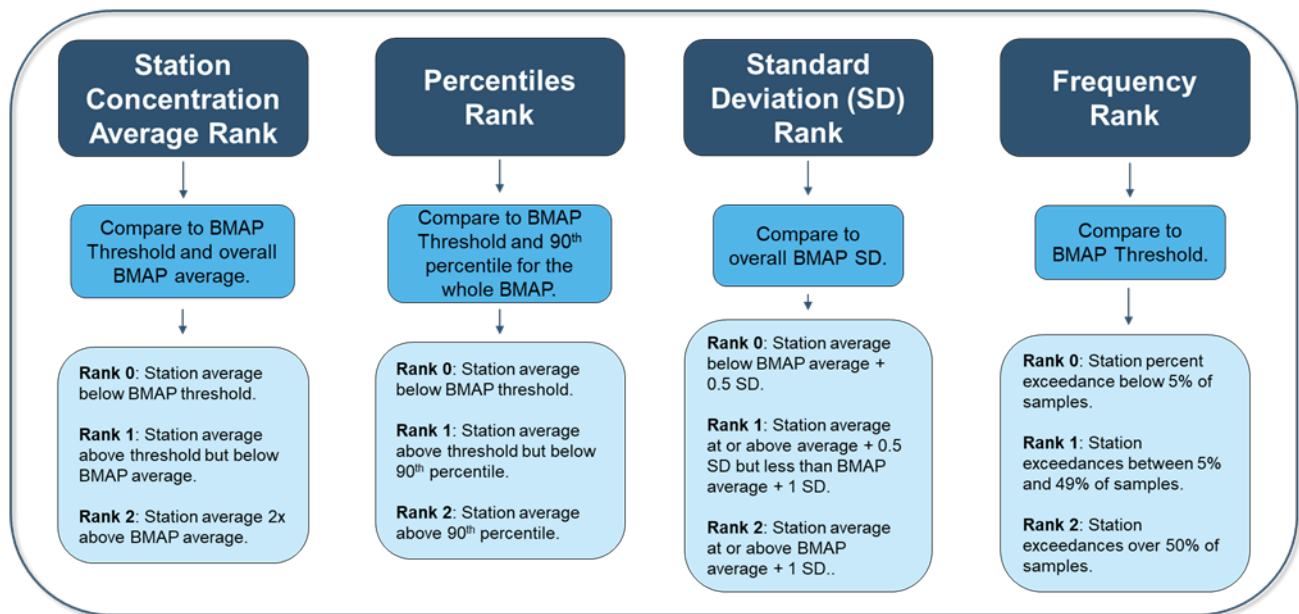 Station
Concentration
Average Rank
Compare to BMAP
Threshold and overall
BMAP average.
Rank 0: Station average
below BMAP threshold.
Rank 1: Station average
above threshold but below
BMAP average.
Rank 2: Station average 2x
above BMAP average.
Percentiles
Rank
Compare to BMAP
Threshold and 90th
percentile for the
whole BMAP.
Rank 0: Station average
below BMAP threshold.
Rank 1: Station average
above threshold but below
90th percentile.
Rank 2: Station average
above 90th percentile.
Standard
Deviation (SD)
Rank
Compare to
overall BMAP SD.
Rank 0: Station average
below BMAP average +
0.5 SD.
Rank 1: Station average
at or above average + 0.5
SD but less than BMAP
average + 1 SD.
Rank 2: Station average
at or above BMAP
average + 1 SD..
Frequency
Rank
Compare to
BMAP Threshold.
Rank 0: Station percent
exceedance below 5% of
samples.
Rank 1: Station
exceedances between 5%
and 49% of samples.
Rank 2: Station
exceedances over 50% of
samples.